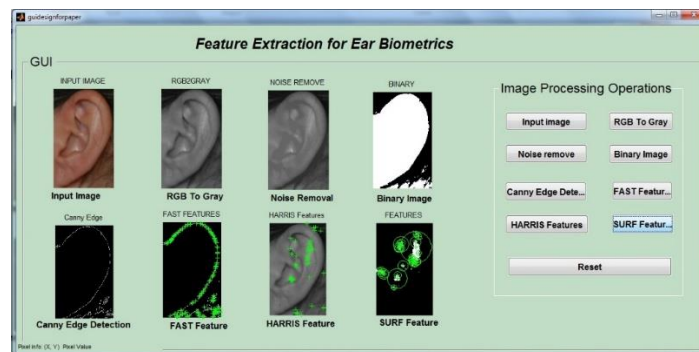 guidesignforpaper
Feature Extraction for Ear Biometrics
GUI
INPUT IMAGE
RGB2GRAY
NOISE REMOVE
BINARY
Input Image
RGB To Gray
Noise Removal
Binary Image
Canny Edge
FAST FEATURES
HARRIS Features
FEATURES
Canny Edge Detection
FAST Feature
HARRIS Feature
SURF Feature
Pixel info: (X, Y) Pixel Value
Image Processing Operations
Input image
RGB To Gray
Noise remove
Binary Image
Canny Edge Dete...
FAST Featur...
HARRIS Features
SURF Featur...
Reset